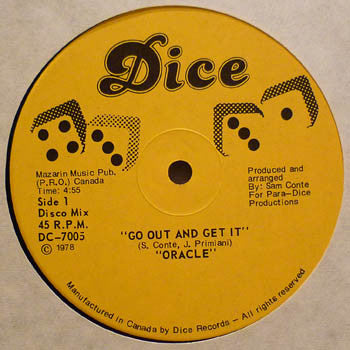 Dice
Mazarin Music Pub.
(P.R.O.) Canada
Time: 4:55
Side 1
Disco Mix
45 R.P.M.
DC-7005
© 1978
Produced and
arranged
By: Sam Conte
For Para-Dice
Productions
"GO OUT AND GET IT"
(S. Conte, J. Primiani)
"ORACLE"
Manufactured in Canada by Dice Records - All rights reserved